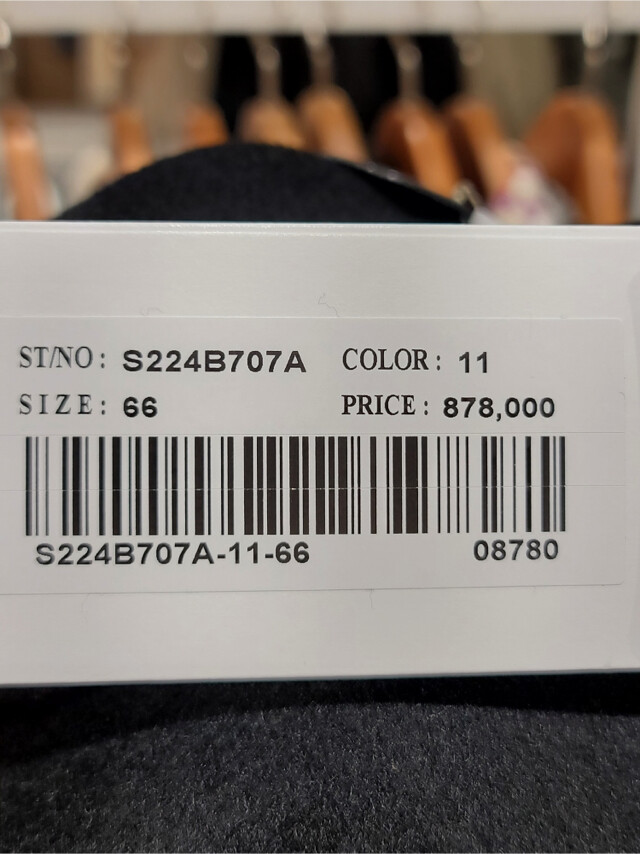 ST/NO: S224B707A COLOR: 11
SIZE: 66 PRICE: 878,000
S224B707A-11-66 08780